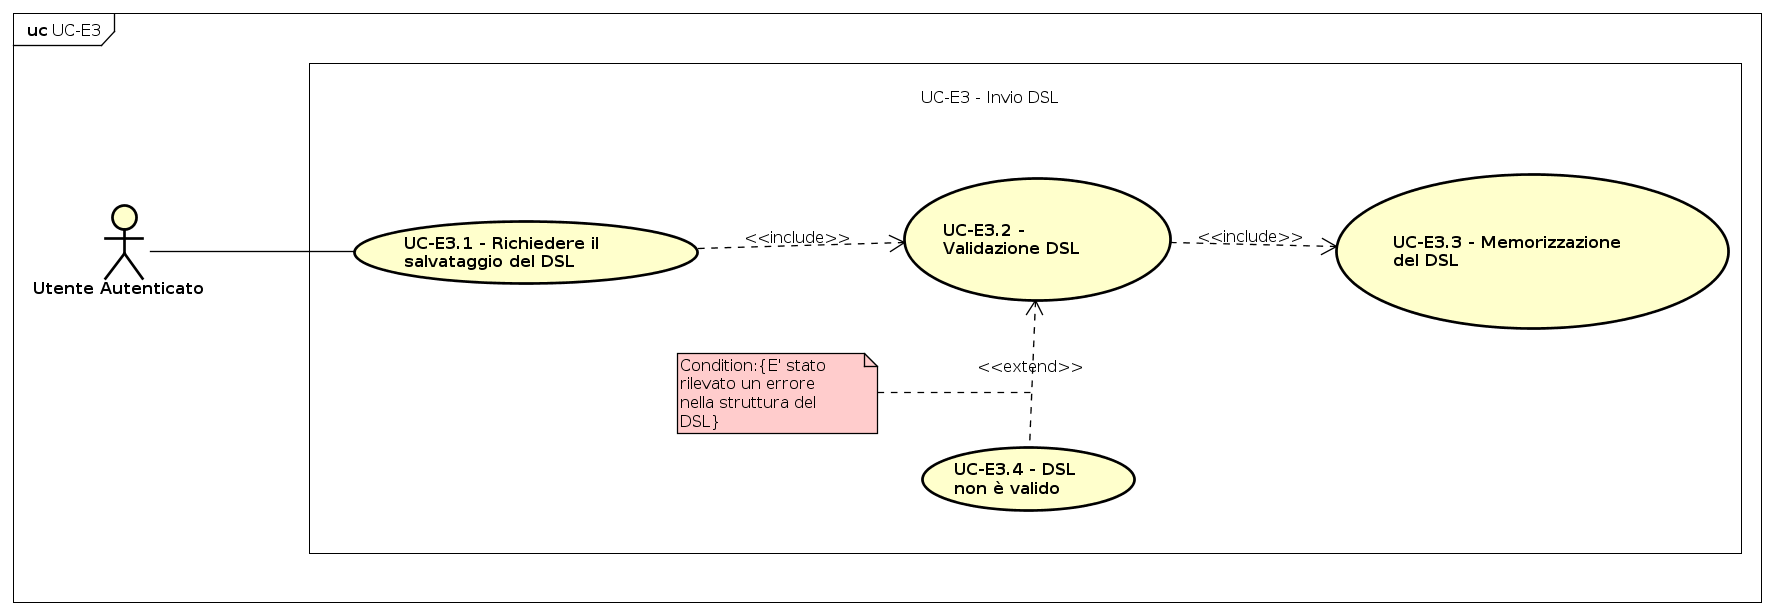 uc UC-E3
UC-E3 - Invio DSL
Utente Autenticato
UC-E3.1 - Richiedere il
salvataggio del DSL
<<include>>
UC-E3.2 -
Validazione DSL
<<include>>
UC-E3.3 - Memorizzazione
del DSL
Condition:{E' stato
rilevato un errore
nella struttura del
DSL}
<<extend>>
UC-E3.4 - DSL
non è valido